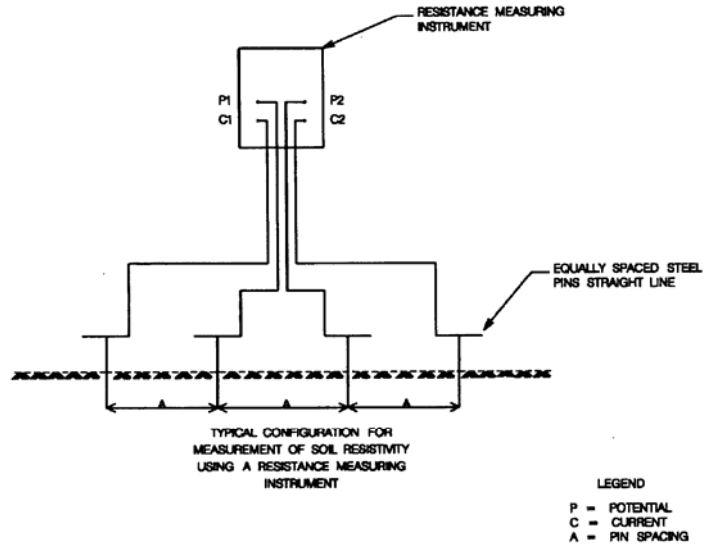 RESISTANCE MEASURING
INSTRUMENT
P1
P2
C1
C2
EQUALLY SPACED STEEL
PINS STRAIGHT LINE
A
A
A
TYPICAL CONFIGURATION FOR
MEASUREMENT OF SOIL RESISTIVITY
USING A RESISTANCE MEASURING
INSTRUMENT
LEGEND
P = POTENTIAL
C = CURRENT
A = PIN SPACING